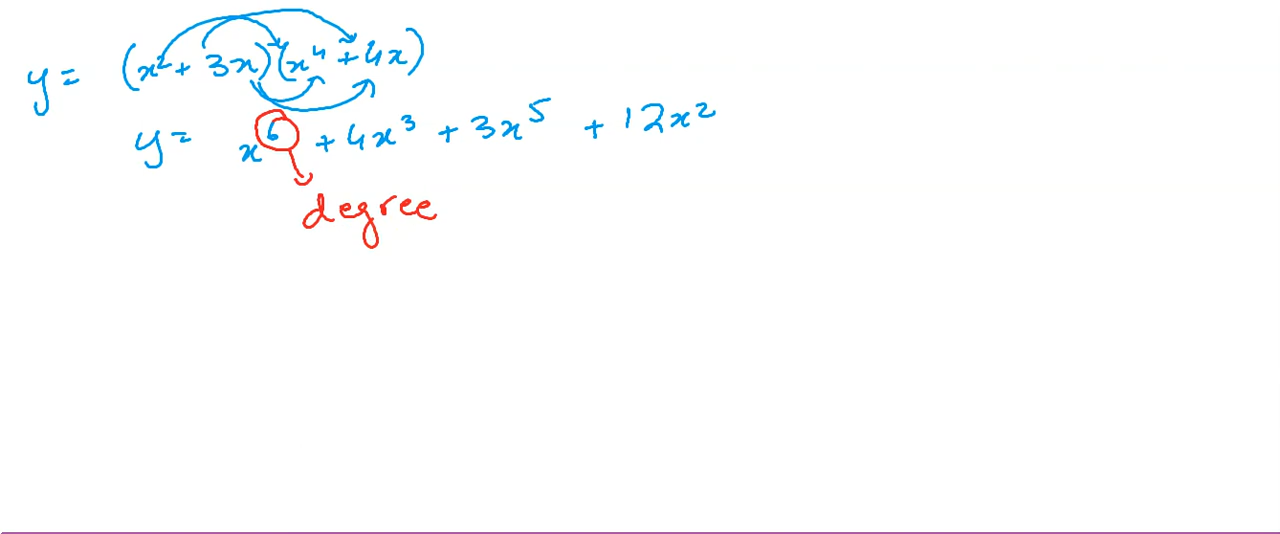 y = (x² + 3x)(x⁴ + 4x)
y = x⁶ + 4x³ + 3x⁵ + 12x²
degree